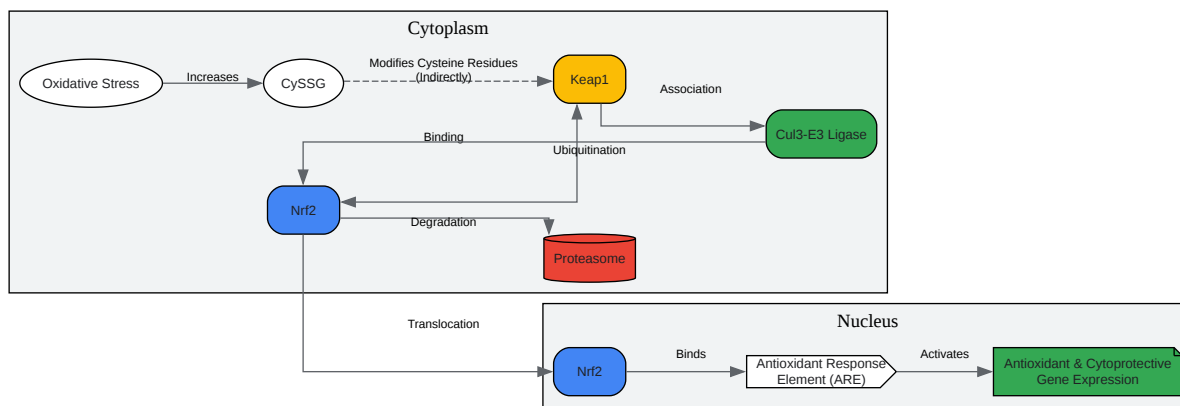 Cytoplasm
Oxidative Stress
Increases
CySSG
Modifies Cysteine Residues
(Indirectly)
Keap1
Association
Cul3-E3 Ligase
Binding
Ubiquitination
Nrf2
Degradation
Proteasome
Translocation
Nucleus
Nrf2
Binds
Antioxidant Response
Element (ARE)
Activates
Antioxidant & Cytoprotective
Gene Expression